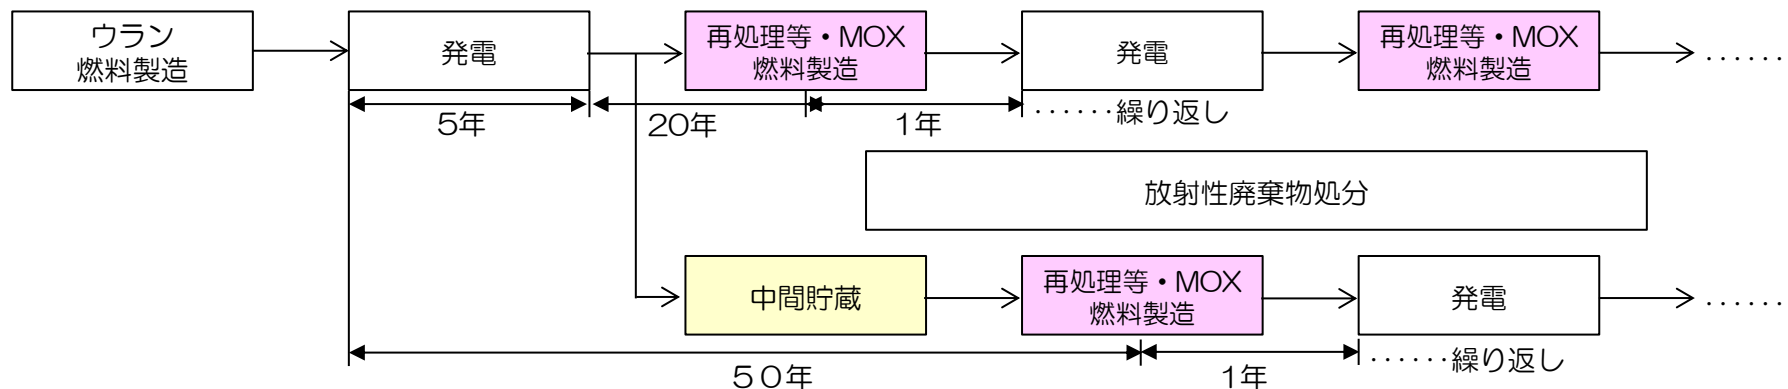 ウラン
燃料製造
発電
再処理等・MOX
燃料製造
発電
再処理等・MOX
燃料製造
・・・・・・
5年
20年
1年
・・・・・・繰り返し
放射性廃棄物処分
中間貯蔵
再処理等・MOX
燃料製造
発電
・・・・・・
５０年
1年
・・・・・・繰り返し